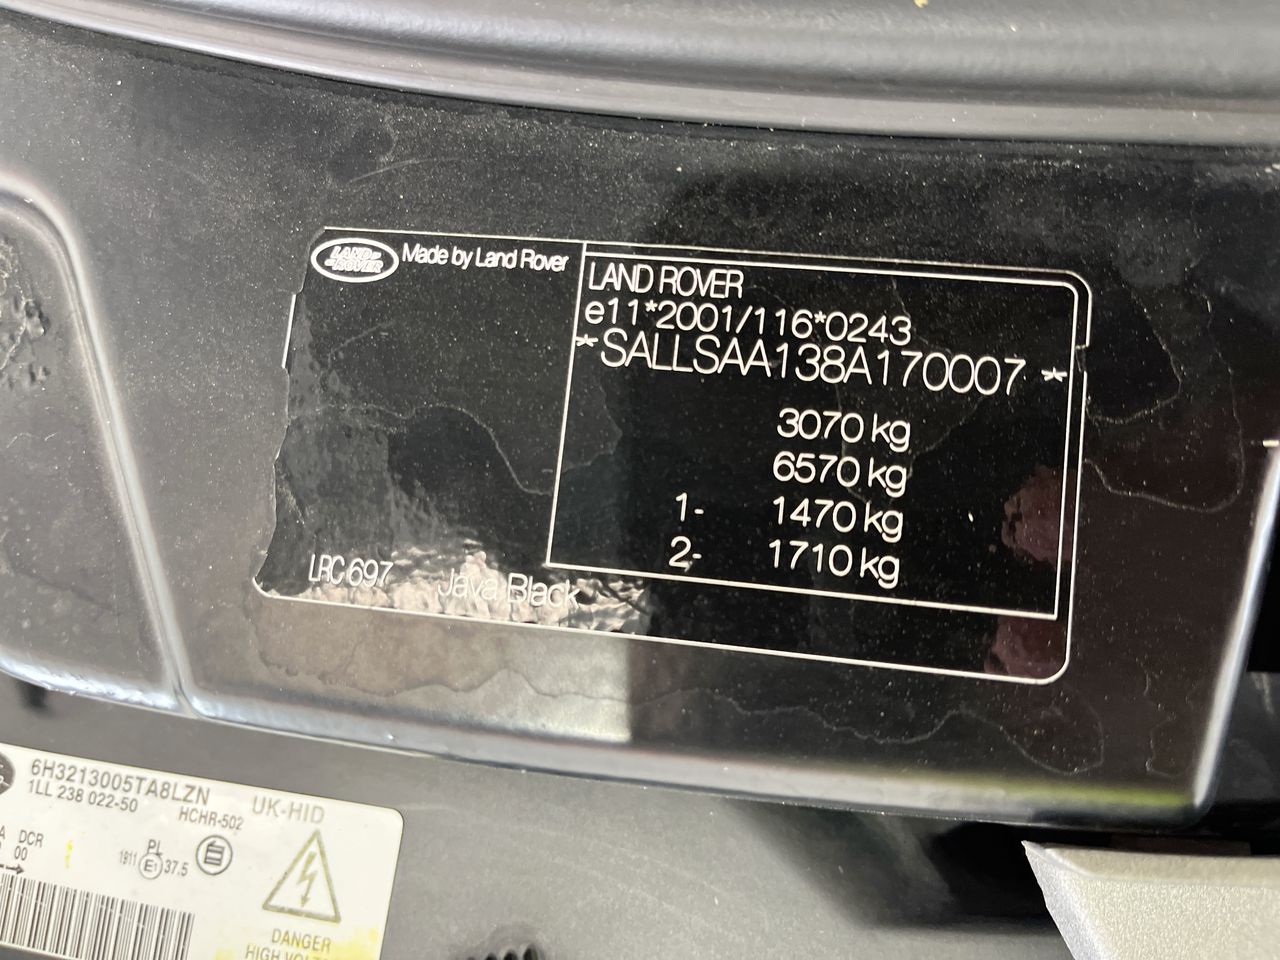 LAND ROVER
Made by Land Rover
LAND ROVER
e11*2001/116*0243
*SALLSAA138A170007*
3070 kg
6570 kg
1- 1470 kg
2- 1710 kg
LRC 697 Java Black
6H3213005TA8LZN
1LL 238 022-50
HCHR-502
UK-HID
DCR
00
PL
1911 E1 37.5
DANGER
HIGH